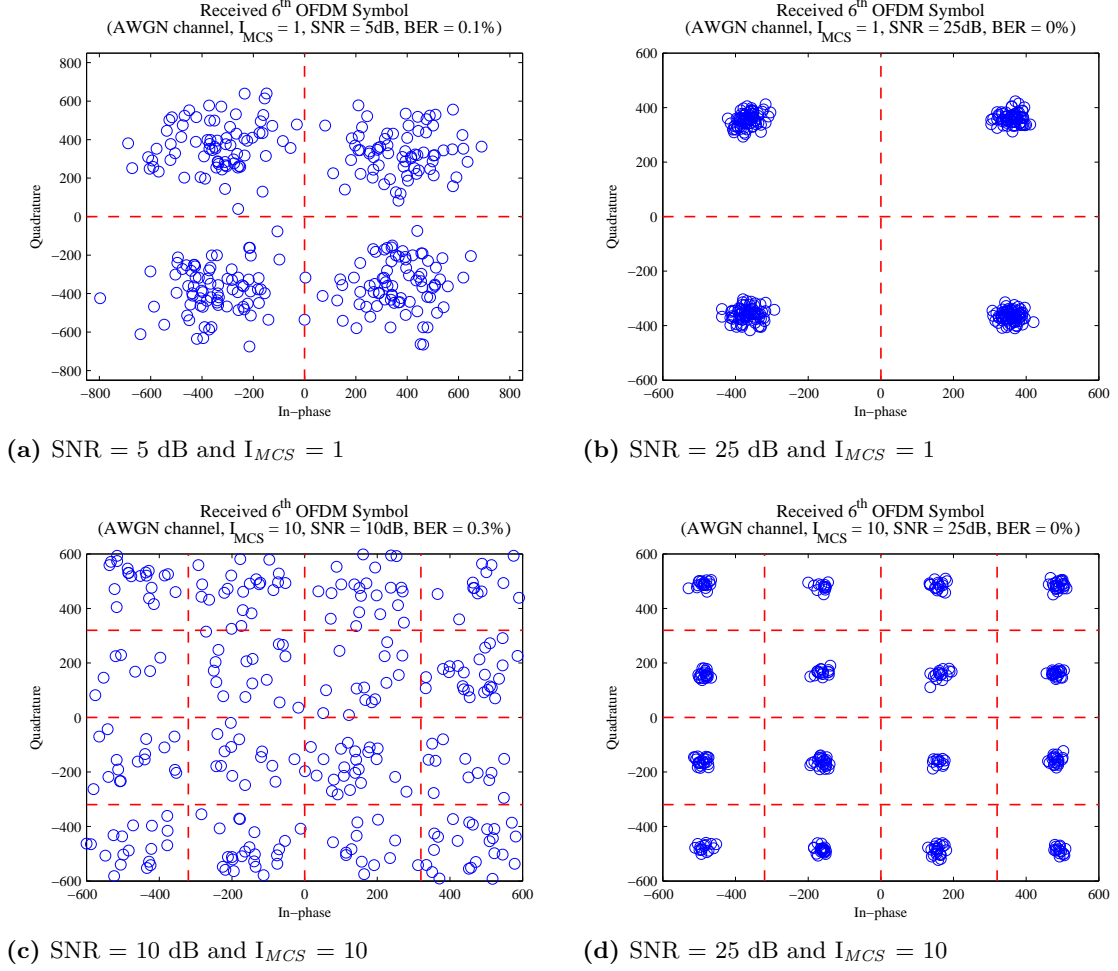 Received 6th OFDM Symbol
(AWGN channel, IMCS = 1, SNR = 5dB, BER = 0.1%)
800
600
400
200
0
−200
−400
−600
−800
Quadrature
−800 −600 −400 −200 0 200 400 600 800
In−phase
(a) SNR = 5 dB and IMCS = 1
Received 6th OFDM Symbol
(AWGN channel, IMCS = 1, SNR = 25dB, BER = 0%)
600
400
200
0
−200
−400
−600
Quadrature
−600 −400 −200 0 200 400 600
In−phase
(b) SNR = 25 dB and IMCS = 1
Received 6th OFDM Symbol
(AWGN channel, IMCS = 10, SNR = 10dB, BER = 0.3%)
600
400
200
0
−200
−400
−600
Quadrature
−600 −400 −200 0 200 400 600
In−phase
(c) SNR = 10 dB and IMCS = 10
Received 6th OFDM Symbol
(AWGN channel, IMCS = 10, SNR = 25dB, BER = 0%)
600
400
200
0
−200
−400
−600
Quadrature
−600 −400 −200 0 200 400 600
In−phase
(d) SNR = 25 dB and IMCS = 10